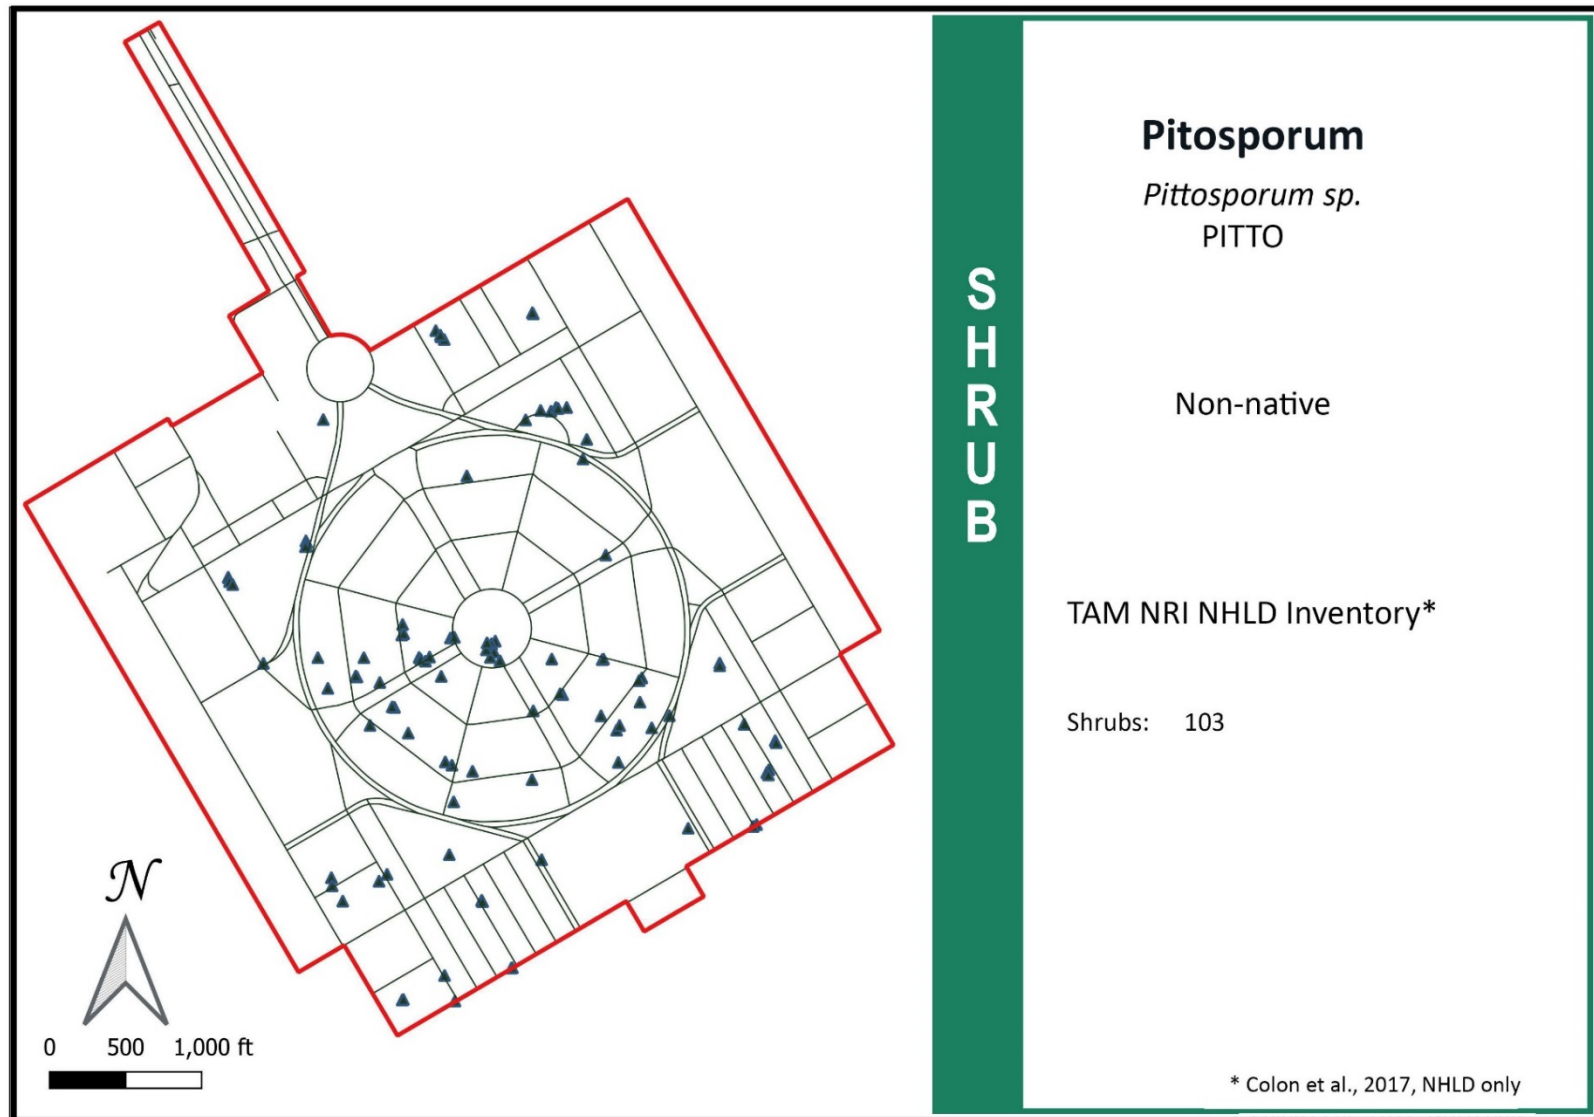 N
0 500 1,000 ft
SHRUB
Pitosporum
Pittosporum sp.
PITTO
Non-native
TAM NRI NHLD Inventory*
Shrubs: 103
* Colon et al., 2017, NHLD only